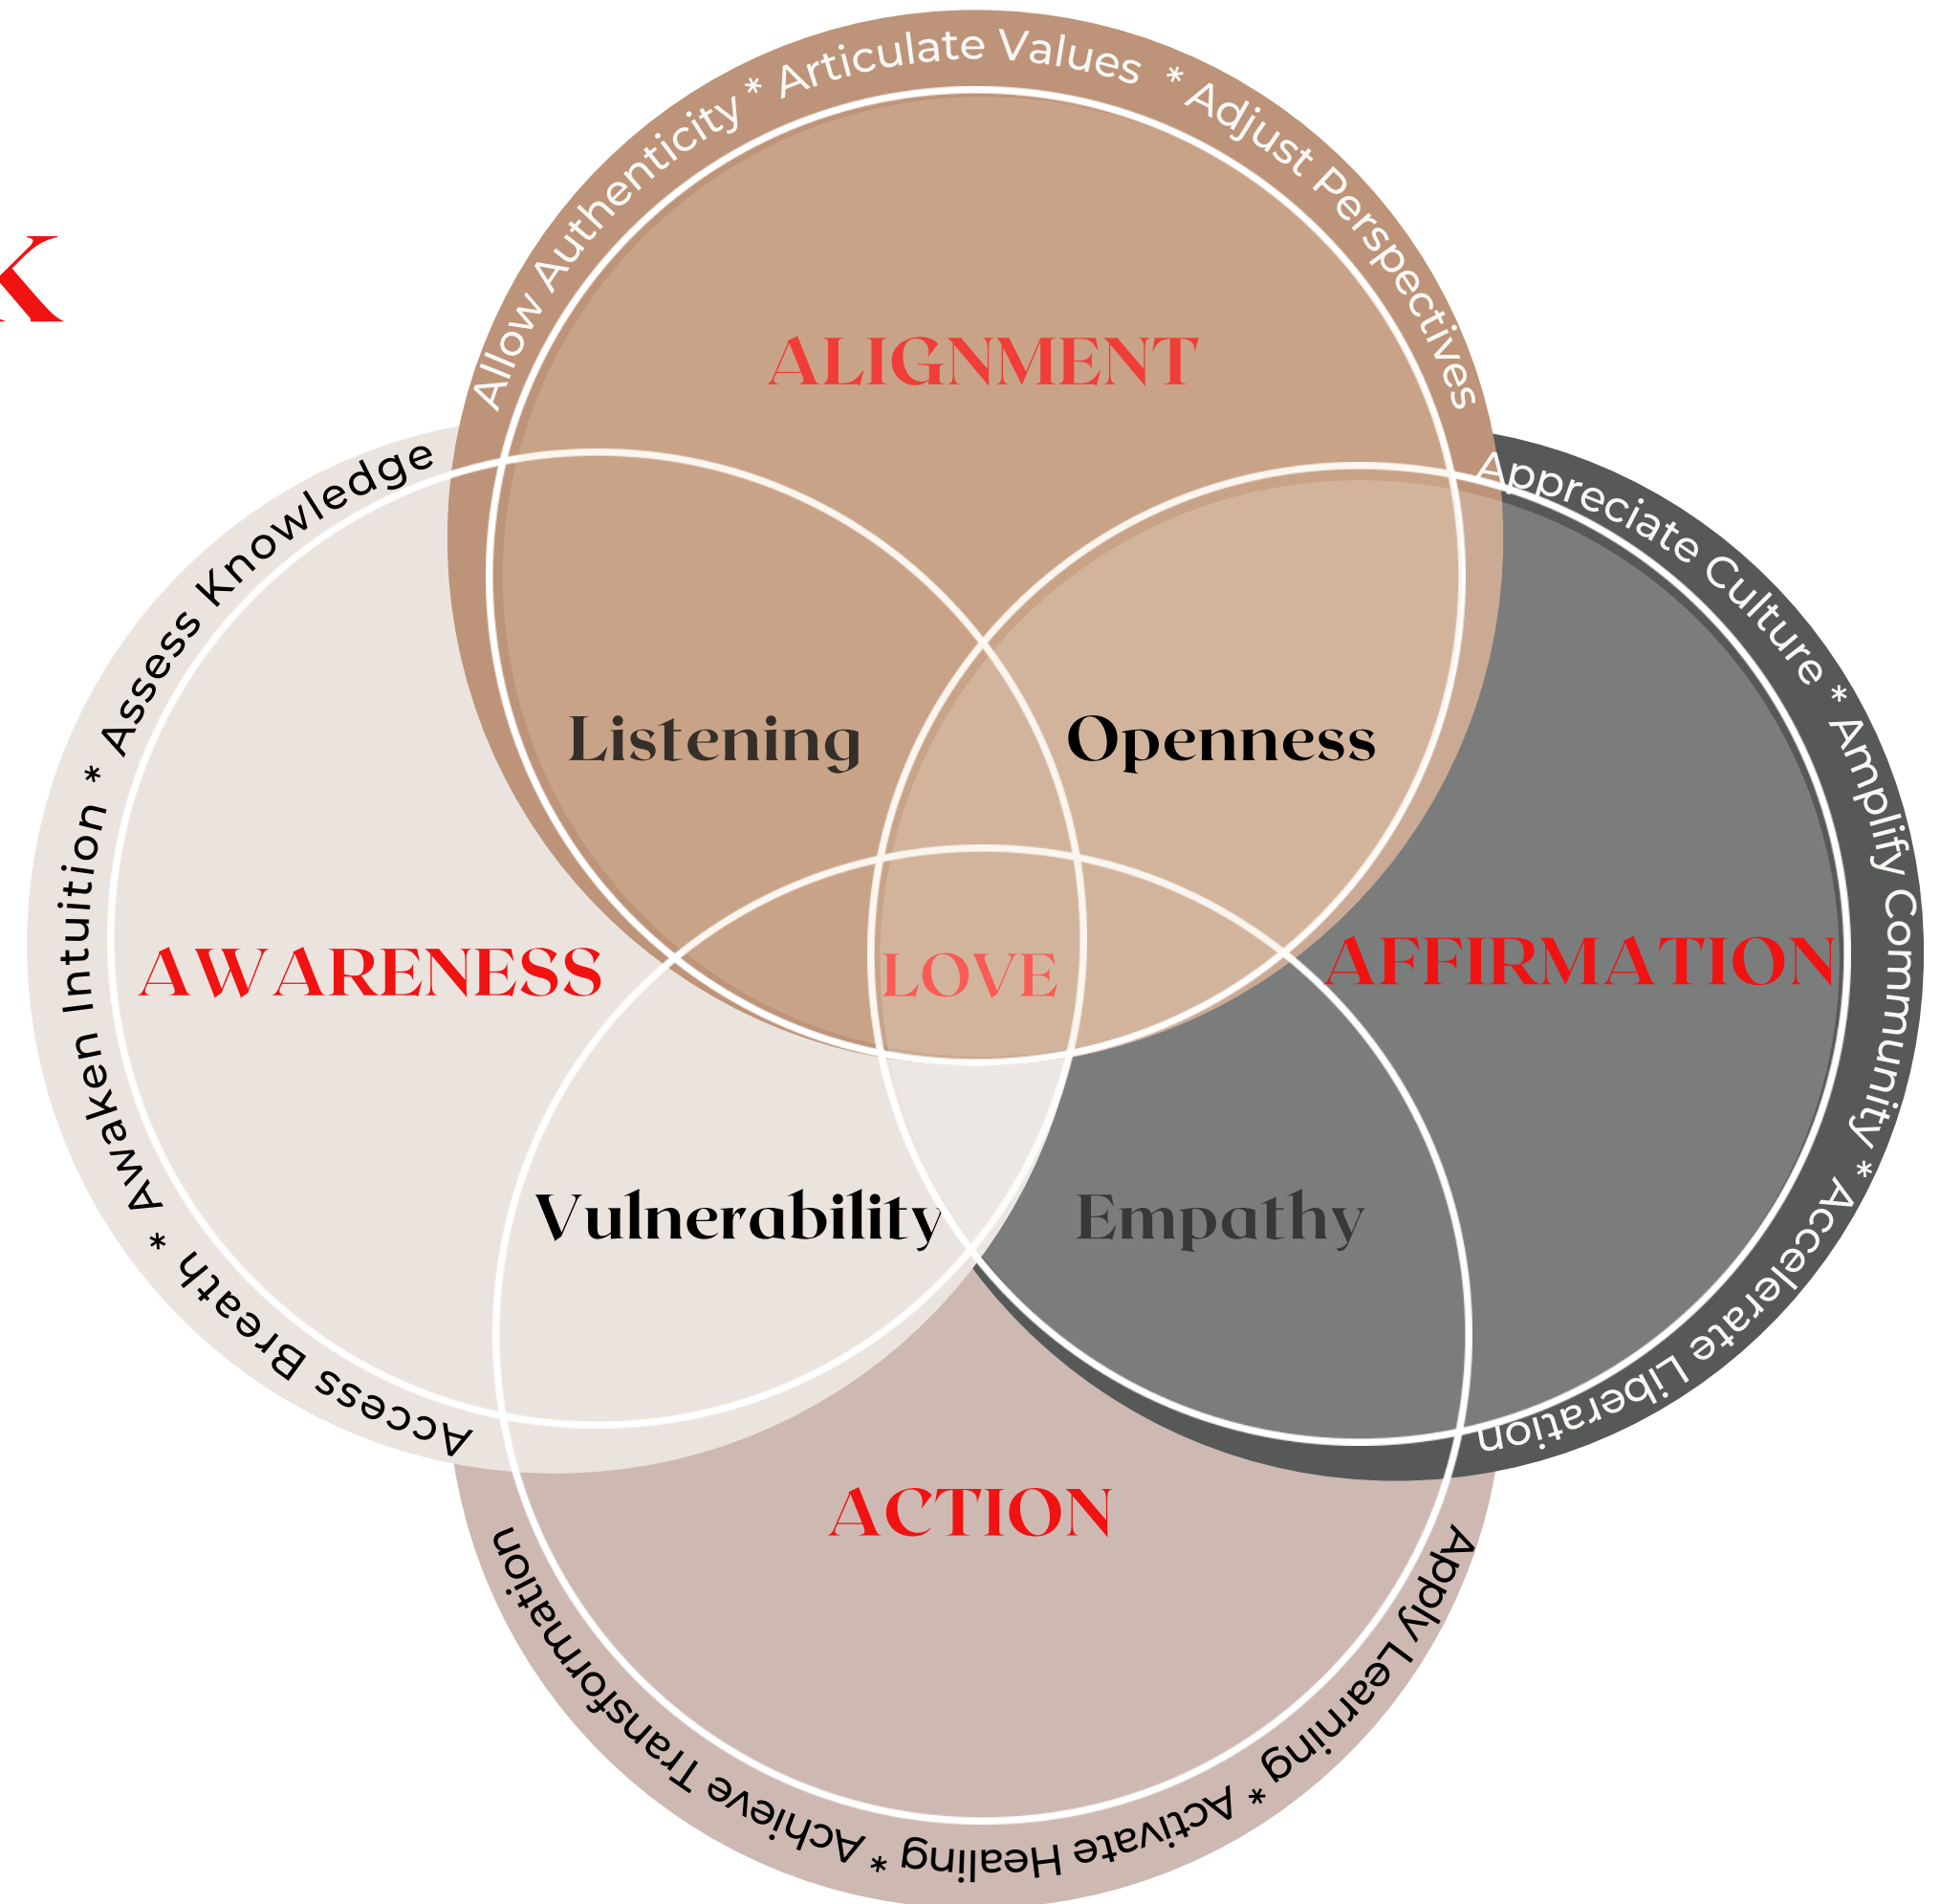 K
Allow Authenticity * Articulate Values * Adjust Perspectives
ALIGNMENT
Access Breath * Awaken Intuition * Assess Knowledge
Appreciate Culture * Amplify Community * Accelerate Liberation
Listening
Openness
AWARENESS
LOVE
AFFIRMATION
Vulnerability
Empathy
ACTION
Apply Learning * Activate Healing * Achieve Transformation